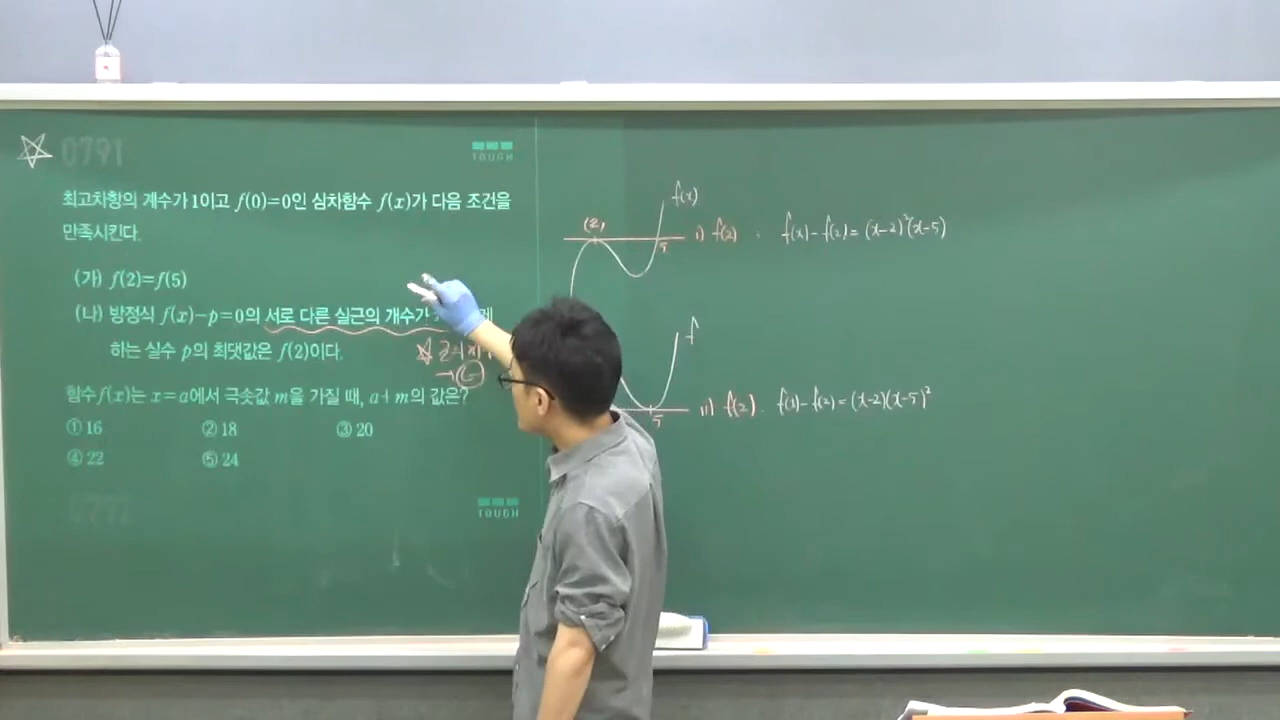 0791
TOUGH
최고차항의 계수가 1이고 f(0)=0인 삼차함수 f(x)가 다음 조건을
만족시킨다.
(가) f(2)=f(5)
(나) 방정식 f(x)-p=0의 서로 다른 실근의 개수가
하는 실수 p의 최댓값은 f(2)이다.
함수 f(x)는 x=a에서 극솟값 m을 가질 때, a+m의 값은?
① 16 ② 18 ③ 20
④ 22 ⑤ 24
TOUGH
f(x)
(2)
5
i) f(2)
f(x)-f(2)=(x-2)²(x-5)
f
5
ii) f(2)
f(x)-f(2)=(x-2)(x-5)²